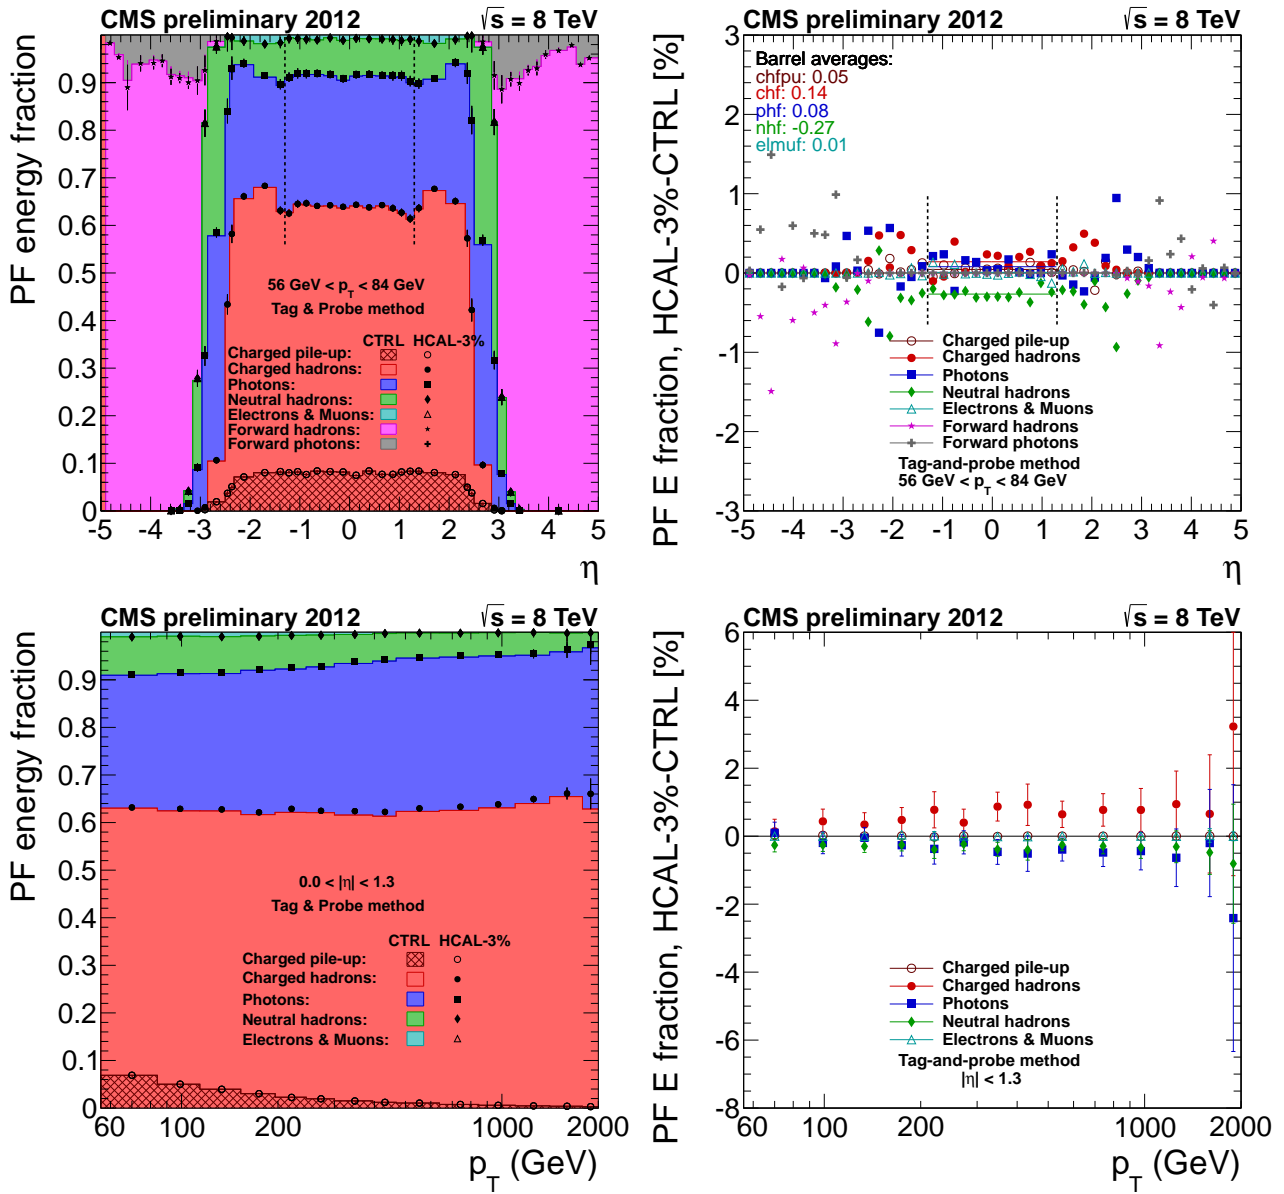 CMS preliminary 2012 √s = 8 TeV
PF energy fraction
0.9
0.8
0.7
0.6
0.5
0.4
0.3
0.2
0.1
0
56 GeV < p_T < 84 GeV
Tag & Probe method
CTRL HCAL-3%
Charged pile-up:
Charged hadrons:
Photons:
Neutral hadrons:
Electrons & Muons:
Forward hadrons:
Forward photons:
-5 -4 -3 -2 -1 0 1 2 3 4 5
η
CMS preliminary 2012 √s = 8 TeV
PF E fraction, HCAL-3%-CTRL [%]
3
2
1
0
-1
-2
-3
Barrel averages:
chfpu: 0.05
chf: 0.14
phf: 0.08
nhf: -0.27
elmuf: 0.01
Charged pile-up
Charged hadrons
Photons
Neutral hadrons
Electrons & Muons
Forward hadrons
Forward photons
Tag-and-probe method
56 GeV < p_T < 84 GeV
-5 -4 -3 -2 -1 0 1 2 3 4 5
η
CMS preliminary 2012 √s = 8 TeV
PF energy fraction
0.9
0.8
0.7
0.6
0.5
0.4
0.3
0.2
0.1
0
0.0 < |η| < 1.3
Tag & Probe method
CTRL HCAL-3%
Charged pile-up:
Charged hadrons:
Photons:
Neutral hadrons:
Electrons & Muons:
60 100 200 1000 2000
p_T (GeV)
CMS preliminary 2012 √s = 8 TeV
PF E fraction, HCAL-3%-CTRL [%]
6
4
2
0
-2
-4
-6
-8
Charged pile-up
Charged hadrons
Photons
Neutral hadrons
Electrons & Muons
Tag-and-probe method
|η| < 1.3
60 100 200 1000 2000
p_T (GeV)